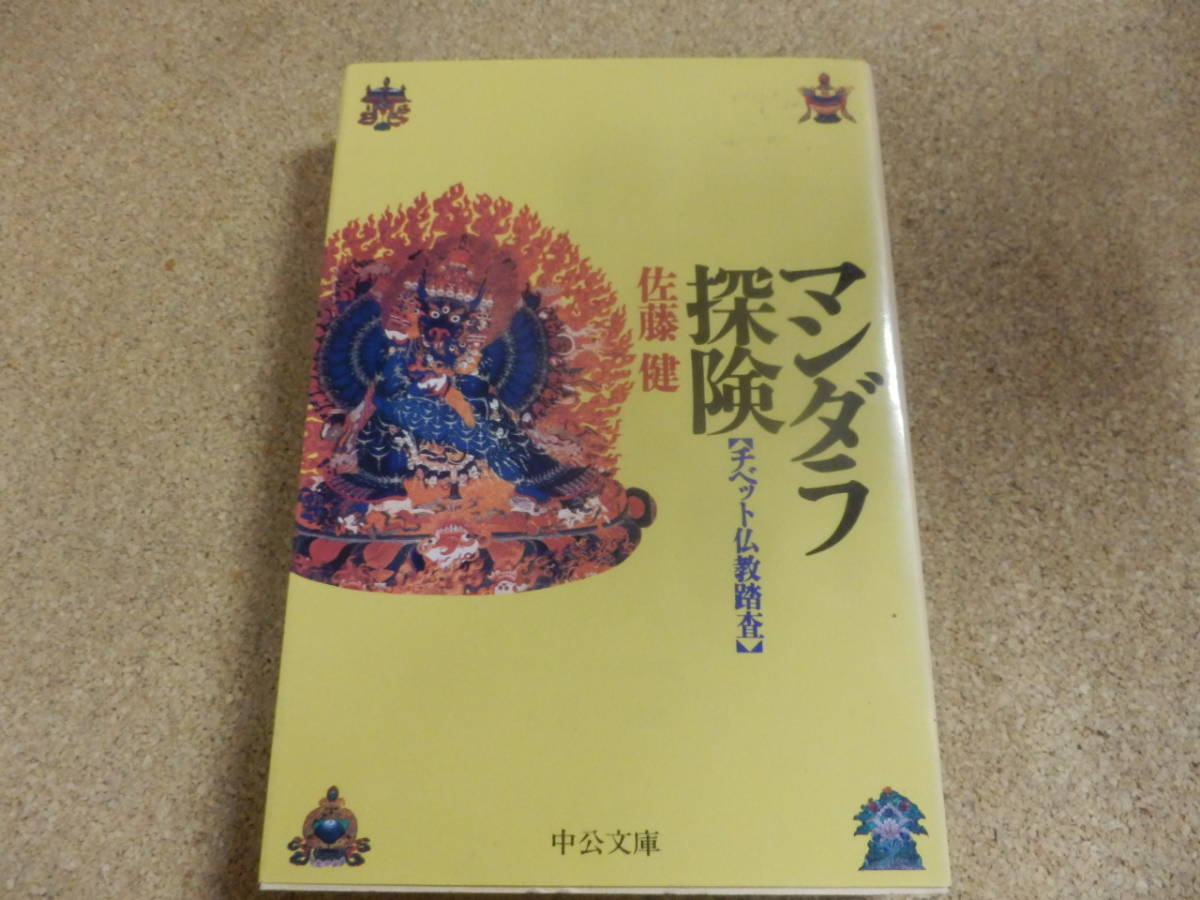 マンダラ
探険
【チベット仏教踏査】
佐藤 健
中公文庫